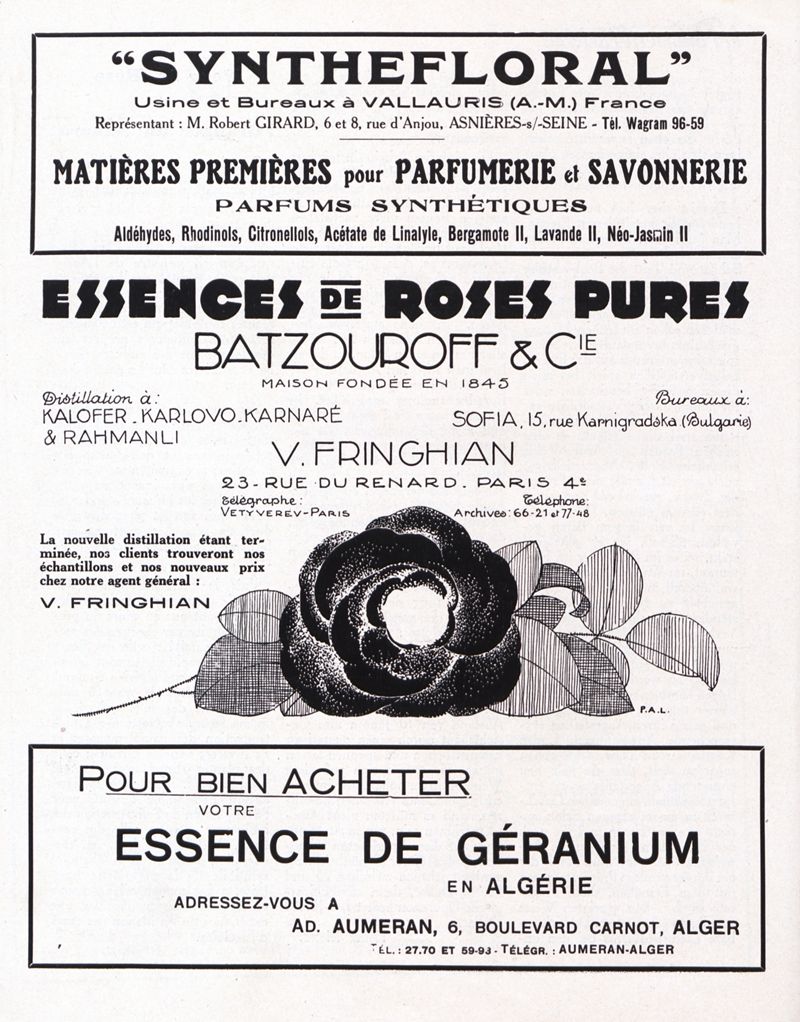 “SYNTHEFLORAL”
Usine et Bureaux à VALLAURIS (A.-M.) France
Représentant : M. Robert GIRARD, 6 et 8, rue d'Anjou, ASNIÈRES-s/-SEINE - Tél. Wagram 96-59
MATIÈRES PREMIÈRES pour PARFUMERIE et SAVONNERIE
PARFUMS SYNTHÉTIQUES
Aldéhydes, Rhodinols, Citronellols, Acétate de Linalyle, Bergamote II, Lavande II, Néo-Jasmin II
ESSENCES DE ROSES PURES
BATZOUROFF & CIE
MAISON FONDÉE EN 1845
Distillation à:
KALOFER - KARLOVO - KARNARÉ
& RAHMANLI
Bureaux à:
SOFIA, 15, rue Karnigradska (Bulgarie)
V. FRINGHIAN
23 - RUE DU RENARD. PARIS 4e
Télégraphe:
VETYVEREV-PARIS
Téléphone:
Archives: 66-21 et 77-48
La nouvelle distillation étant ter-
minée, nos clients trouveront nos
échantillons et nos nouveaux prix
chez notre agent général :
V. FRINGHIAN
P.A.L.
POUR BIEN ACHETER
VOTRE
ESSENCE DE GÉRANIUM
EN ALGÉRIE
ADRESSEZ-VOUS A
AD. AUMERAN, 6, BOULEVARD CARNOT, ALGER
TÉL. : 27.70 ET 59-93 - TÉLÉGR. : AUMERAN-ALGER